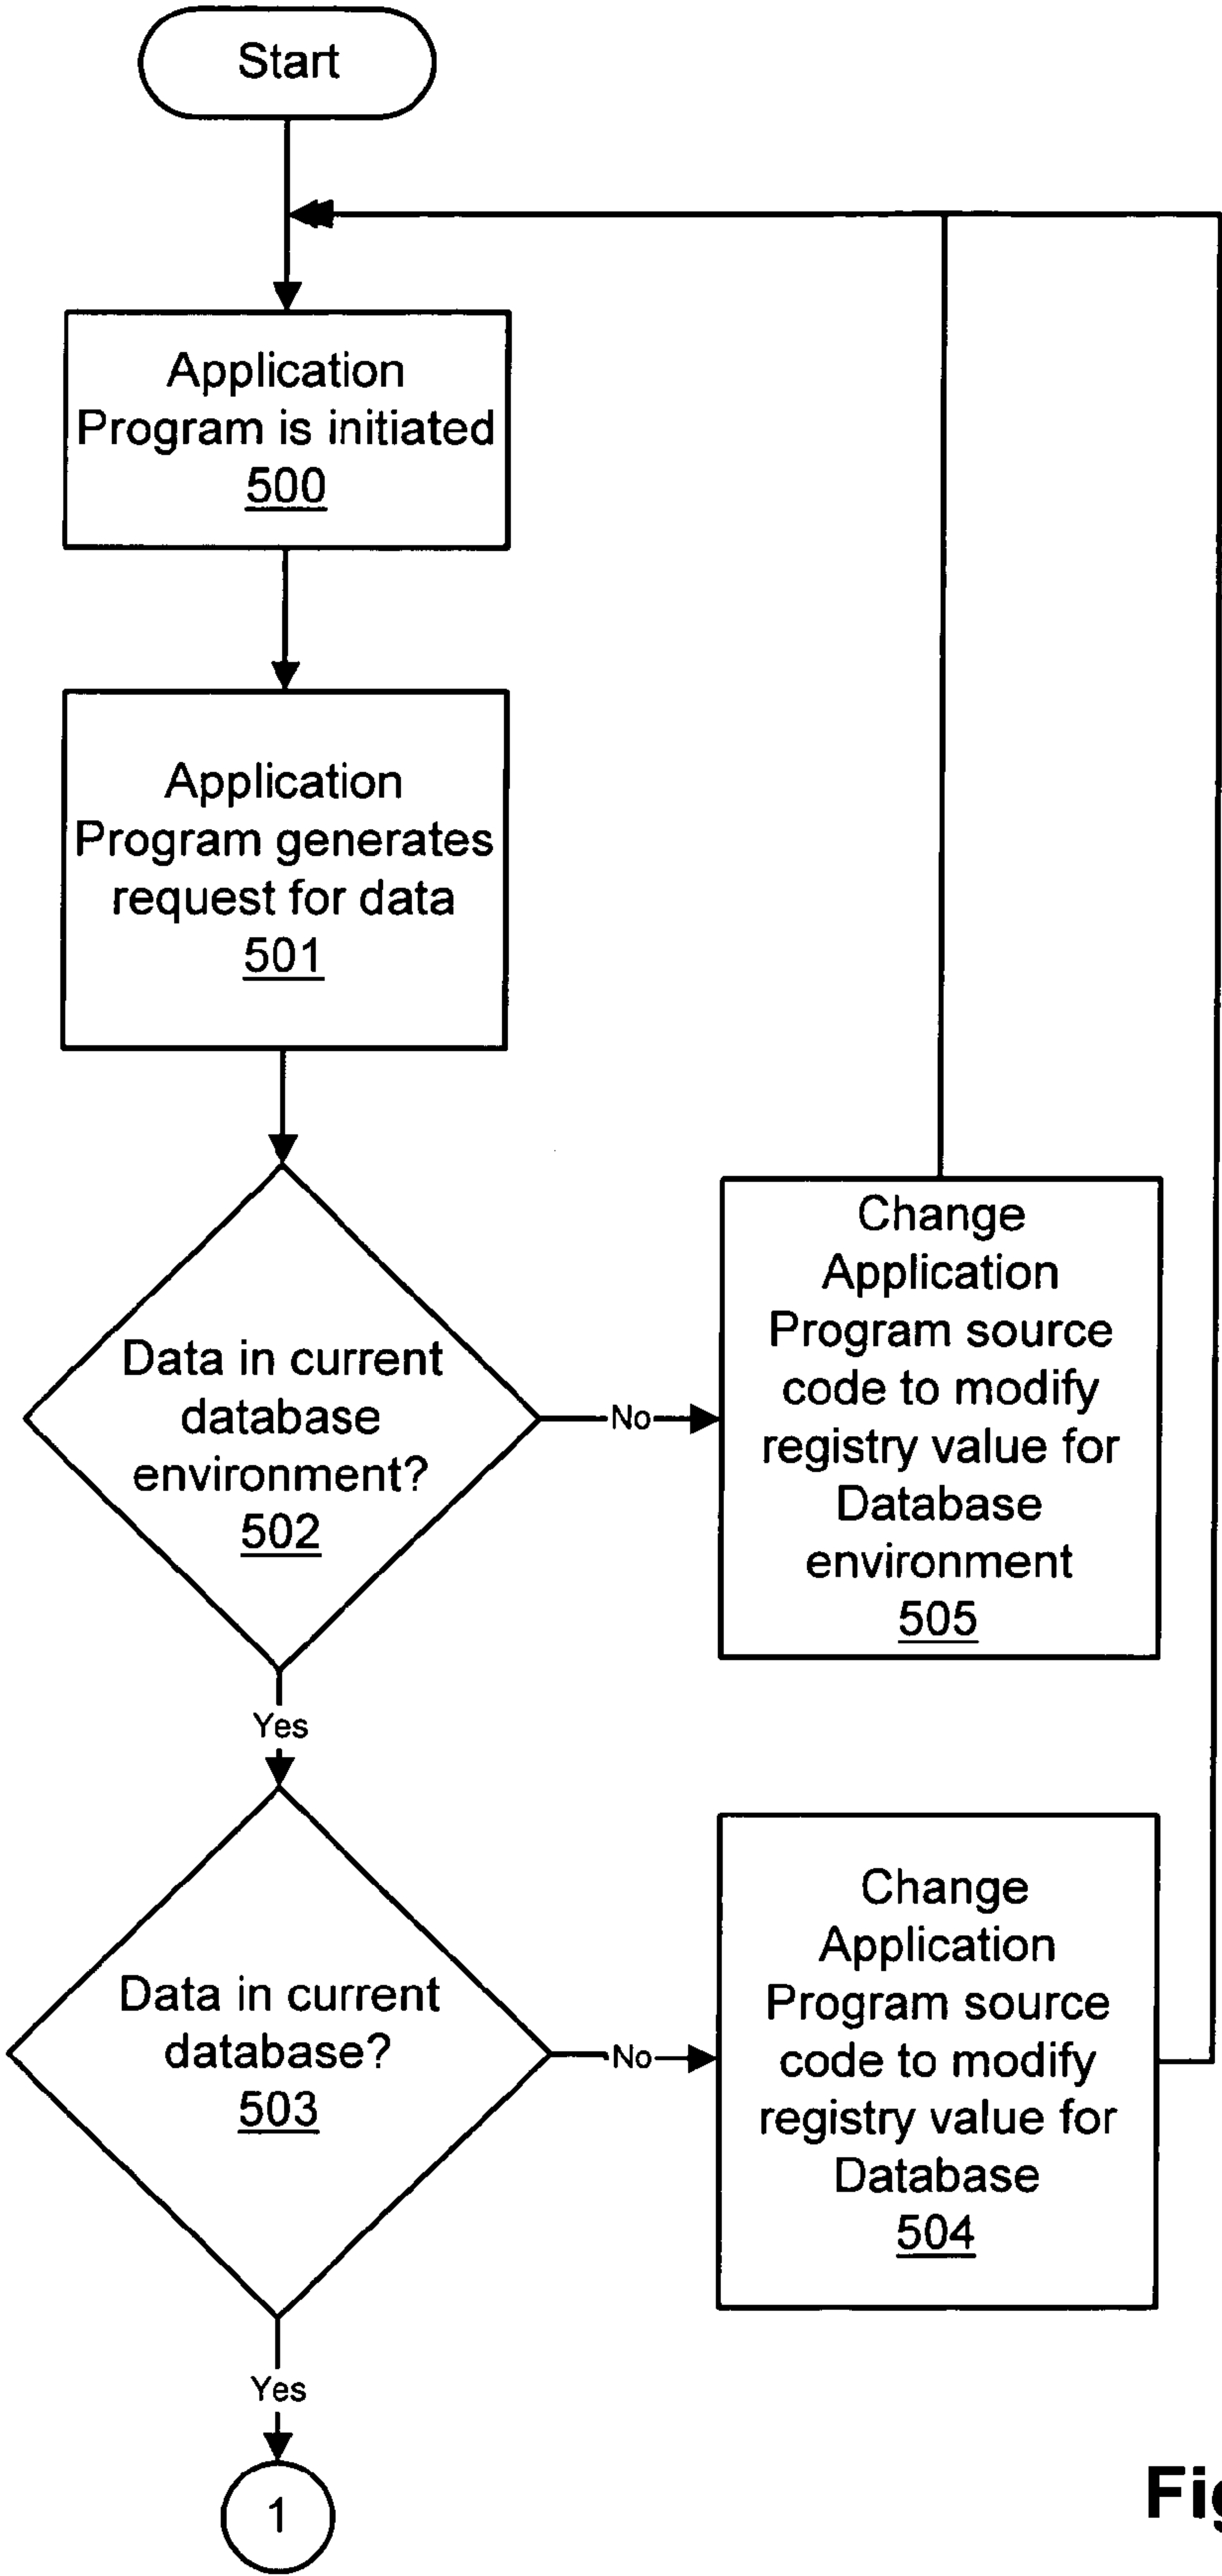 Start
Application
Program is initiated
500
Application
Program generates
request for data
501
Data in current
database
environment?
502
No
Change
Application
Program source
code to modify
registry value for
Database
environment
505
Yes
Data in current
database?
503
No
Change
Application
Program source
code to modify
registry value for
Database
504
Yes
1